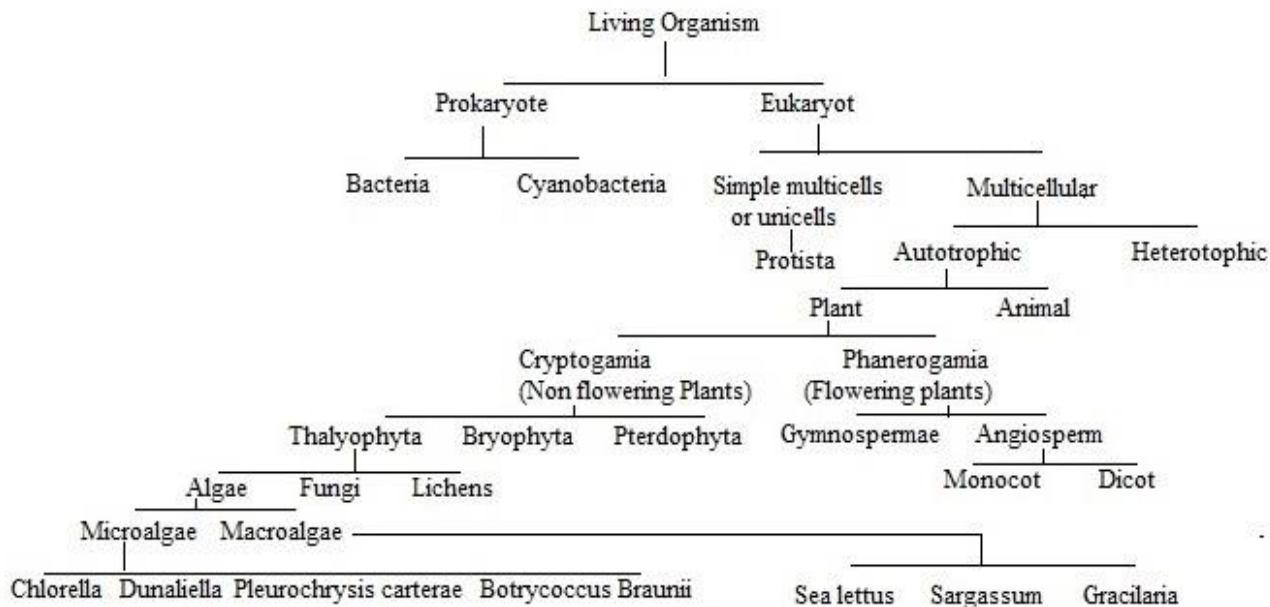 Living Organism
Prokaryote Eukaryot
Bacteria Cyanobacteria Simple multicells Multicellular
or unicells
Protista Autotrophic Heterotophic
Plant Animal
Cryptogamia Phanerogamia
(Non flowering Plants) (Flowering plants)
Thalyophyta Bryophyta Pterdophyta Gymnospermae Angiosperm
Algae Fungi Lichens Monocot Dicot
Microalgae Macroalgae
Chlorella Dunaliella Pleurochrysis carterae Botrycoccus Braunii Sea lettus Sargassum Gracilaria